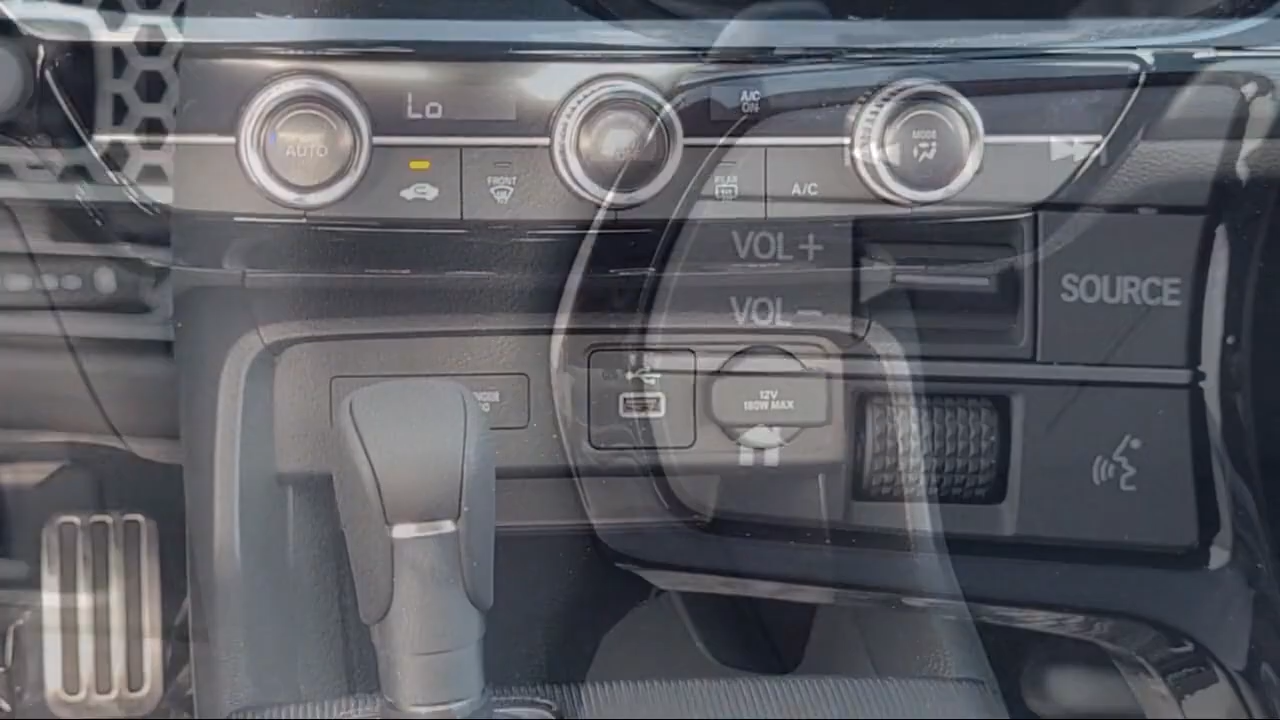 Lo
A/C
ON
AUTO
MODE
FRONT
REAR
A/C
VOL+
VOL–
SOURCE
12V
180W MAX